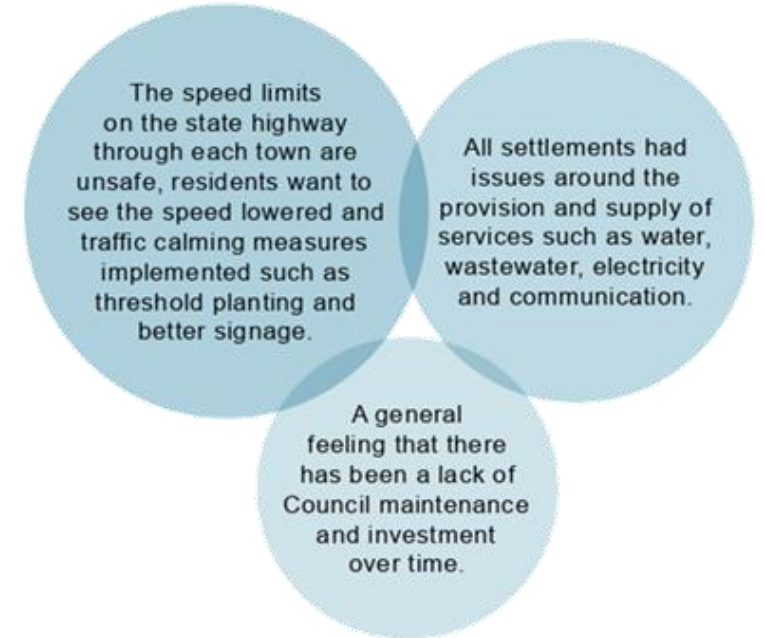 The speed limits
on the state highway
through each town are
unsafe, residents want to
see the speed lowered and
traffic calming measures
implemented such as
threshold planting and
better signage.
All settlements had
issues around the
provision and supply of
services such as water,
wastewater, electricity
and communication.
A general
feeling that there
has been a lack of
Council maintenance
and investment
over time.